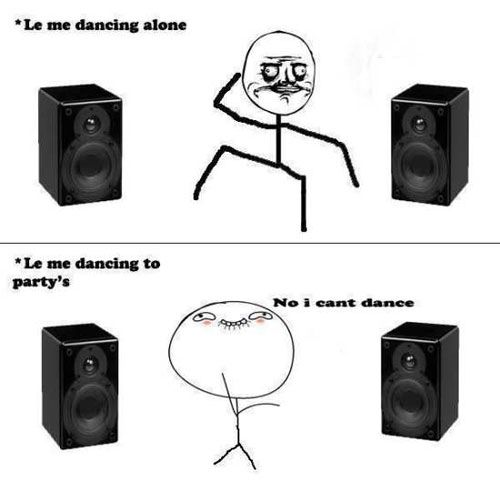 *Le me dancing alone
*Le me dancing to
party's
No i cant dance